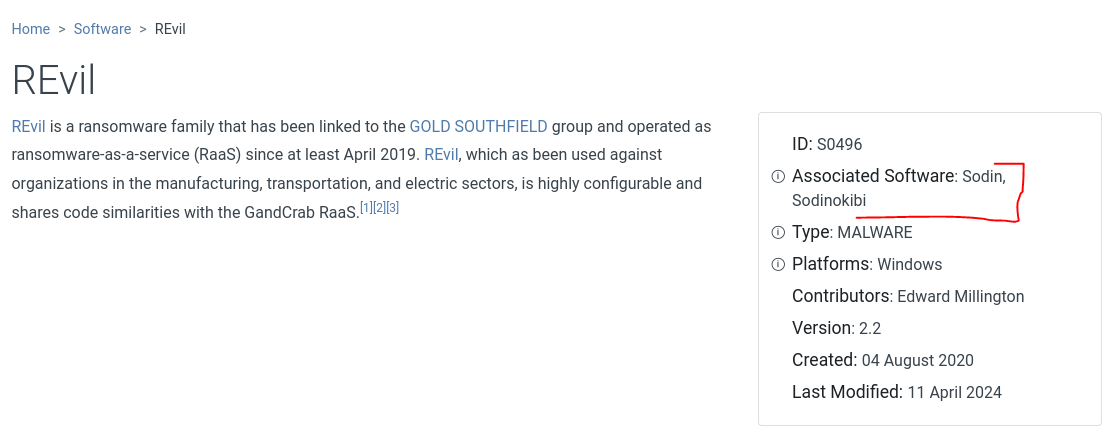 Home > Software > REvil
REvil
REvil is a ransomware family that has been linked to the GOLD SOUTHFIELD group and operated as
ransomware-as-a-service (RaaS) since at least April 2019. REvil, which as been used against
organizations in the manufacturing, transportation, and electric sectors, is highly configurable and
shares code similarities with the GandCrab RaaS.[1][2][3]
ID: S0496
ⓘ Associated Software: Sodin,
Sodinokibi
ⓘ Type: MALWARE
ⓘ Platforms: Windows
Contributors: Edward Millington
Version: 2.2
Created: 04 August 2020
Last Modified: 11 April 2024